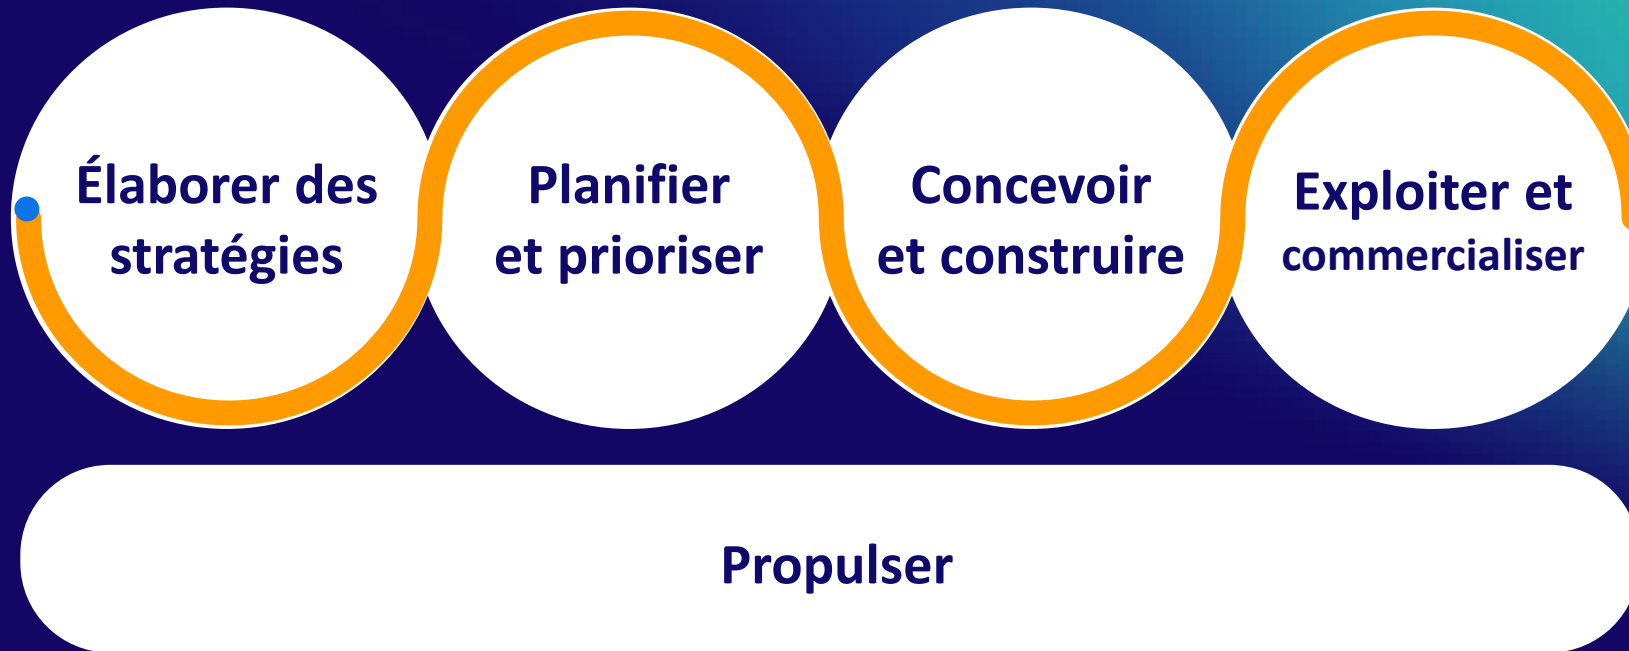 Élaborer des
stratégies
Planifier
et prioriser
Concevoir
et construire
Exploiter et
commercialiser
Propulser